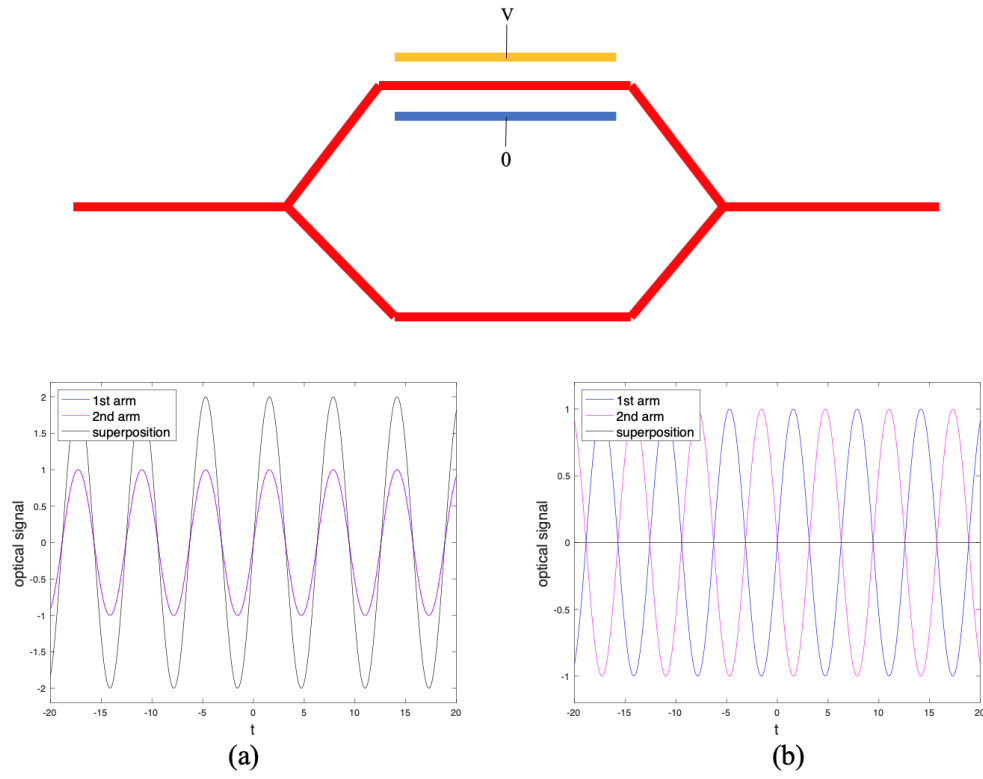 V
0
1st arm
2nd arm
superposition
2
1.5
1
0.5
0
-0.5
-1
-1.5
-2
optical signal
-20 -15 -10 -5 0 5 10 15 20
t
(a)
1st arm
2nd arm
superposition
1
0.5
0
-0.5
-1
optical signal
-20 -15 -10 -5 0 5 10 15 20
t
(b)